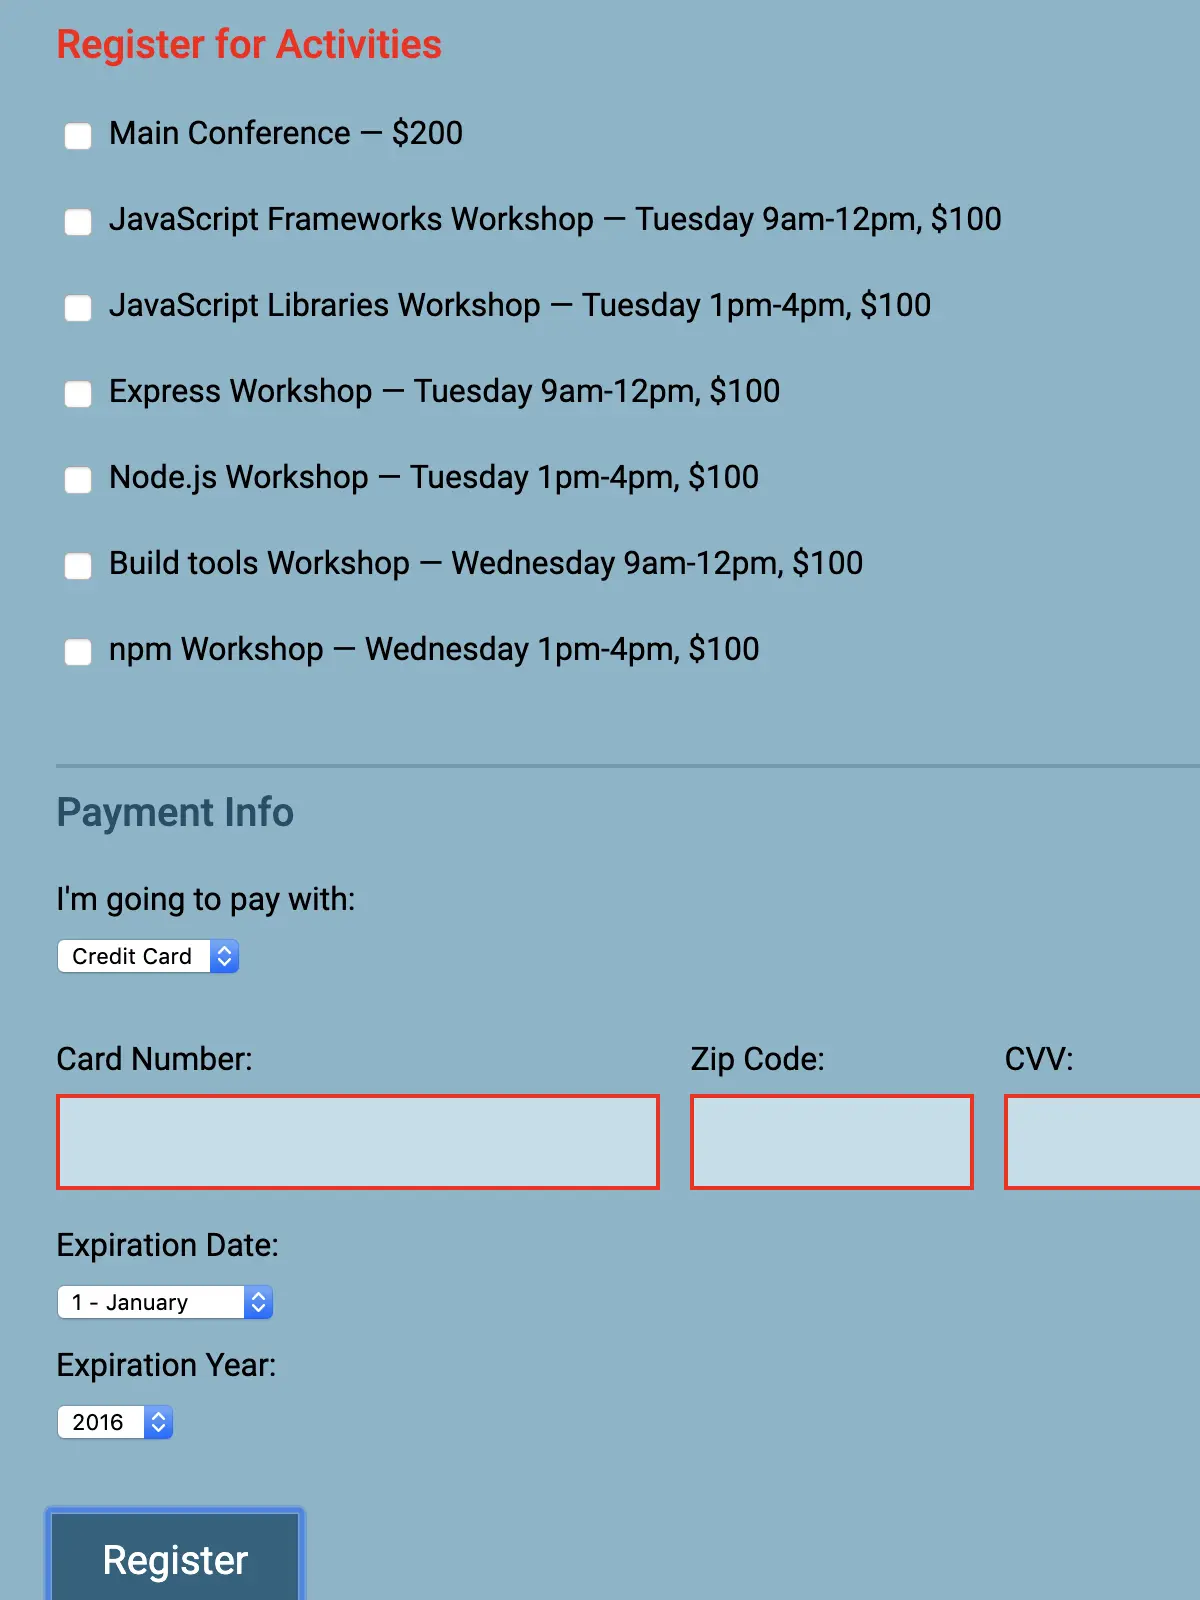 Register for Activities
Main Conference — $200
JavaScript Frameworks Workshop — Tuesday 9am-12pm, $100
JavaScript Libraries Workshop — Tuesday 1pm-4pm, $100
Express Workshop — Tuesday 9am-12pm, $100
Node.js Workshop — Tuesday 1pm-4pm, $100
Build tools Workshop — Wednesday 9am-12pm, $100
npm Workshop — Wednesday 1pm-4pm, $100
Payment Info
I'm going to pay with:
Credit Card
Card Number: Zip Code: CVV:
Expiration Date:
1 - January
Expiration Year:
2016
Register